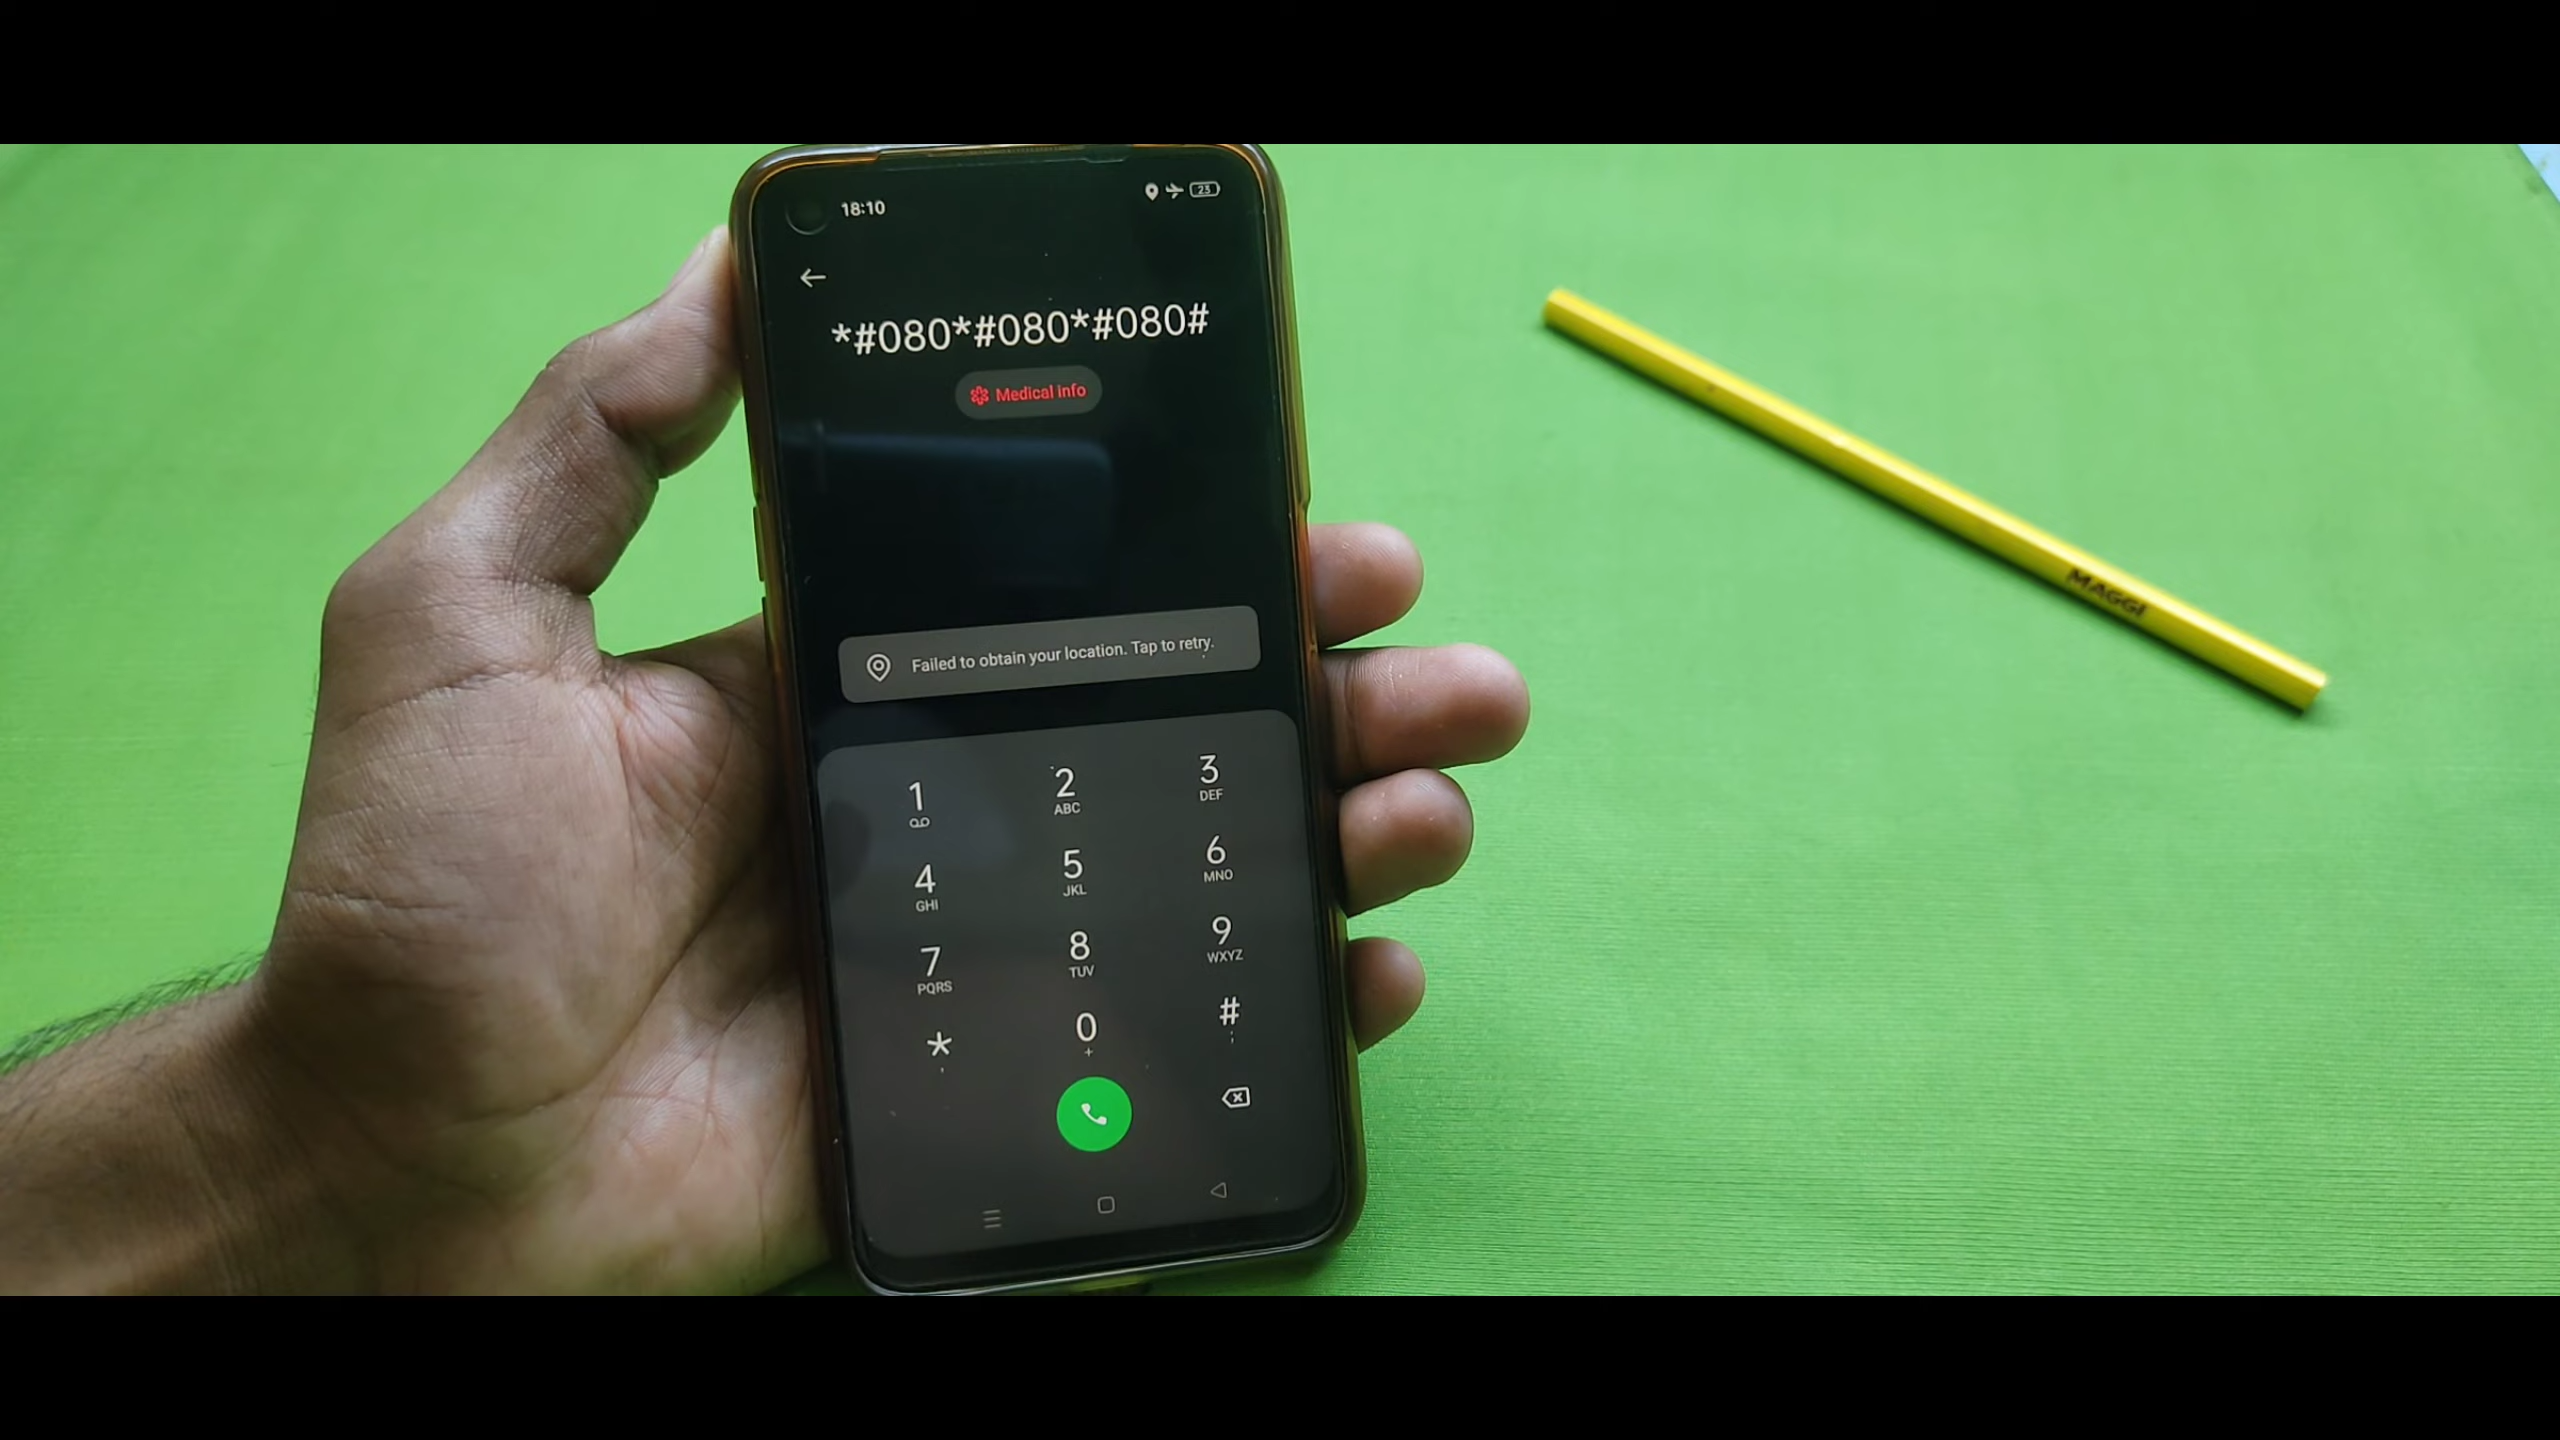 18:10
23
*#080*#080*#080#
Medical info
Failed to obtain your location. Tap to retry.
1
2
ABC
3
DEF
4
GHI
5
JKL
6
MNO
7
PQRS
8
TUV
9
WXYZ
*
,
0
+
#
;
MAGGI